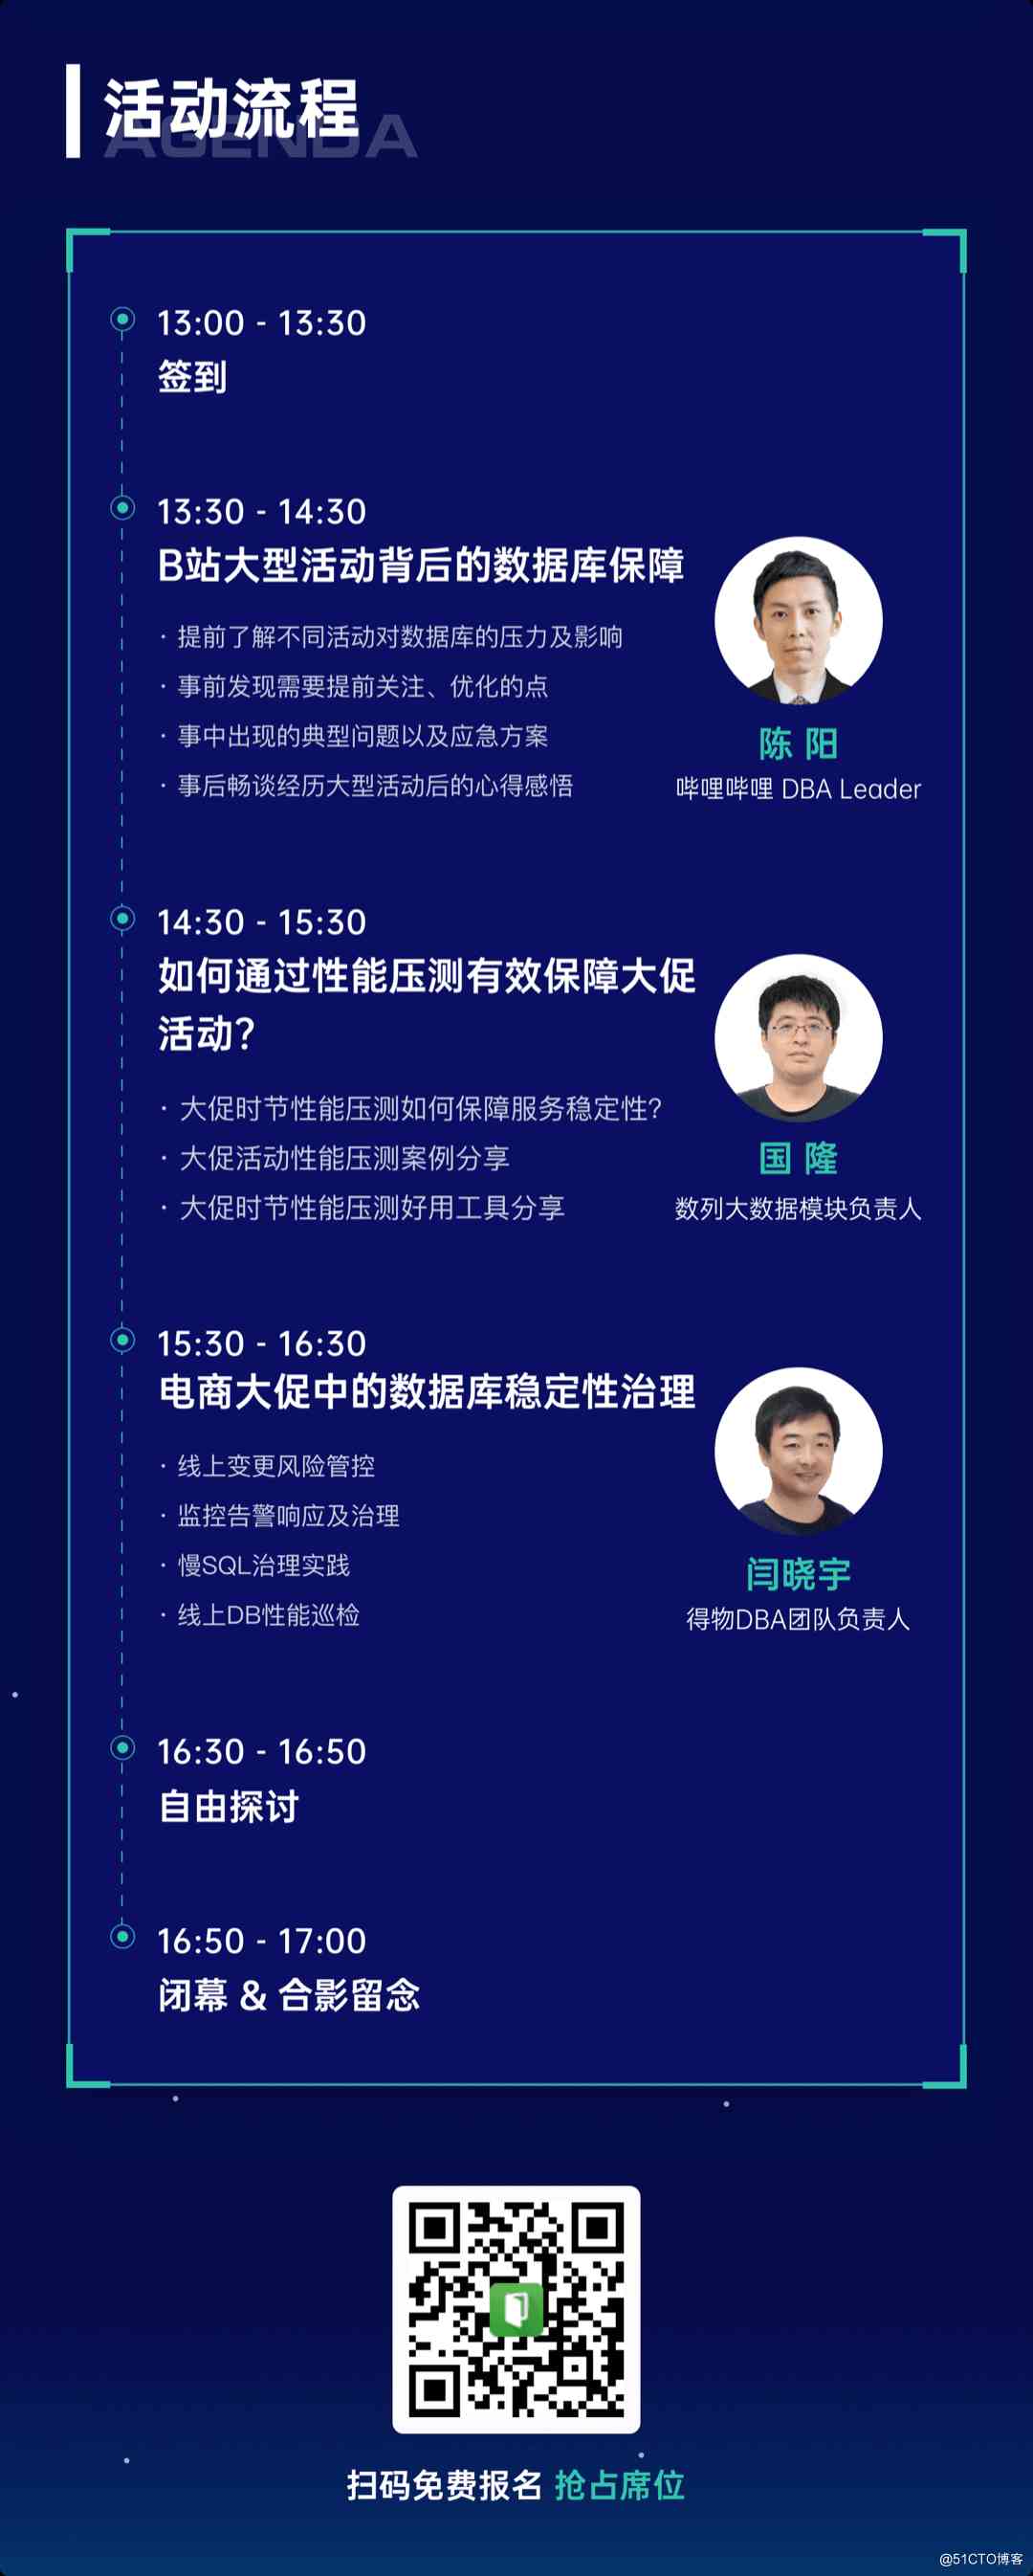 活动流程
AGENDA
13:00 - 13:30
签到
13:30 - 14:30
B站大型活动背后的数据库保障
· 提前了解不同活动对数据库的压力及影响
· 事前发现需要提前关注、优化的点
· 事中出现的典型问题以及应急方案
· 事后畅谈经历大型活动后的心得感悟
陈 阳
哔哩哔哩 DBA Leader
14:30 - 15:30
如何通过性能压测有效保障大促
活动?
· 大促时节性能压测如何保障服务稳定性?
· 大促活动性能压测案例分享
· 大促时节性能压测好用工具分享
国 隆
数列大数据模块负责人
15:30 - 16:30
电商大促中的数据库稳定性治理
· 线上变更风险管控
· 监控告警响应及治理
· 慢SQL治理实践
· 线上DB性能巡检
闫晓宇
得物DBA团队负责人
16:30 - 16:50
自由探讨
16:50 - 17:00
闭幕 & 合影留念
扫码免费报名 抢占席位
@51CTO博客